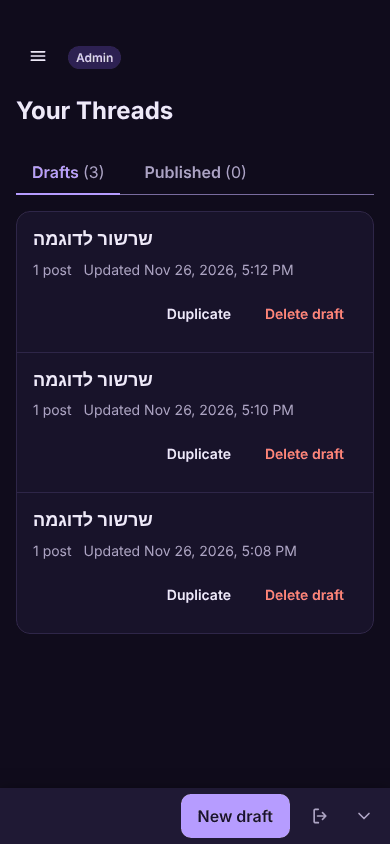 Admin
Your Threads
Drafts (3) Published (0)
שרשור לדוגמה
1 post Updated Nov 26, 2026, 5:12 PM
Duplicate Delete draft
שרשור לדוגמה
1 post Updated Nov 26, 2026, 5:10 PM
Duplicate Delete draft
שרשור לדוגמה
1 post Updated Nov 26, 2026, 5:08 PM
Duplicate Delete draft
New draft